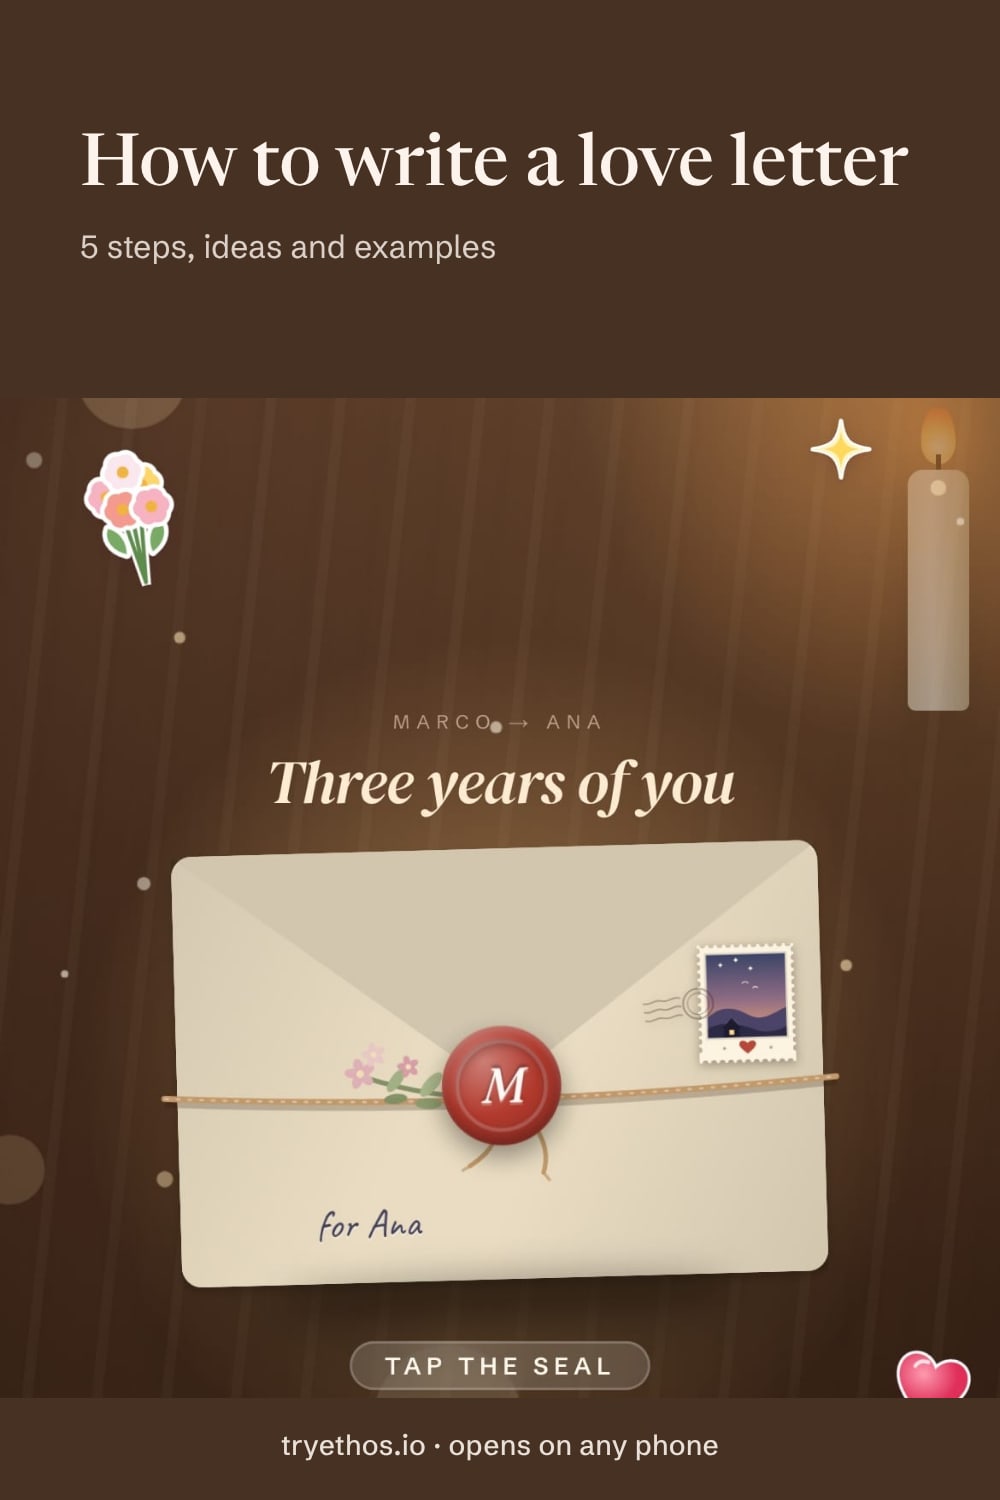 How to write a love letter
5 steps, ideas and examples
MARCO → ANA
Three years of you
M
for Ana
TAP THE SEAL
tryethos.io · opens on any phone